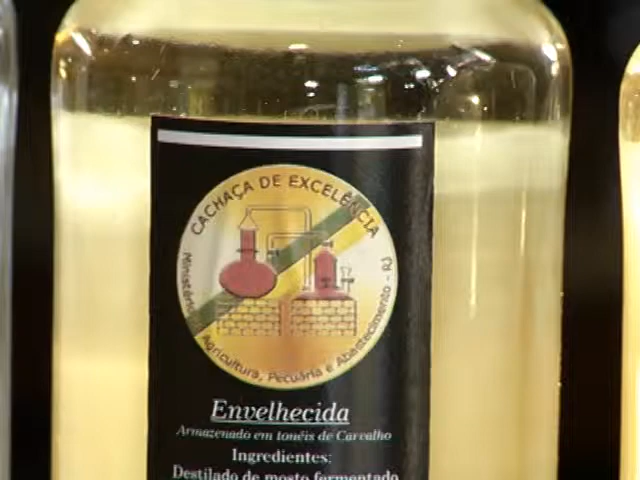 CACHAÇA DE EXCELÊNCIA
Ministério Agricultura, Pecuária e Abastecimento - RJ
Envelhecida
Armazenado em tonéis de Carvalho
Ingredientes:
Destilado de mosto fermentado